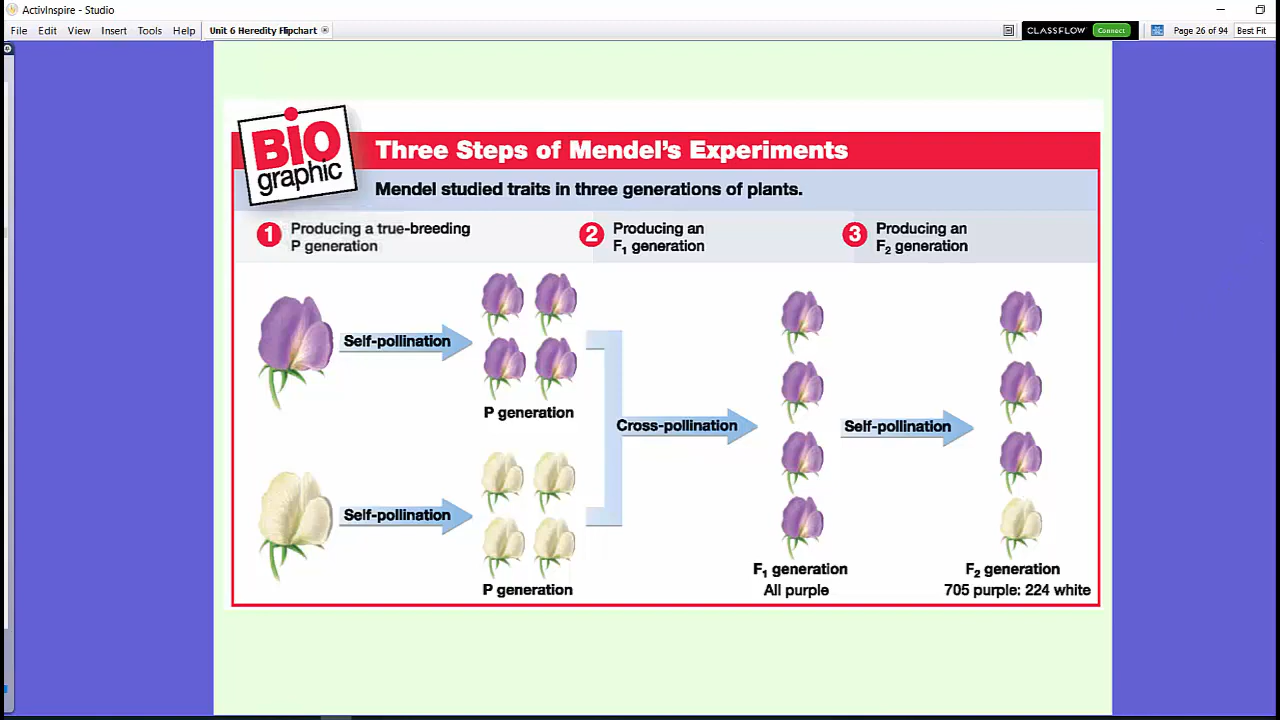 ActivInspire - Studio
File Edit View Insert Tools Help Unit 6 Heredity Flipchart CLASSFLOW Connect Page 26 of 94 Best Fit
BIO
graphic
Three Steps of Mendel's Experiments
Mendel studied traits in three generations of plants.
1 Producing a true-breeding
P generation
2 Producing an
F1 generation
3 Producing an
F2 generation
Self-pollination
P generation
Self-pollination
P generation
Cross-pollination
F1 generation
All purple
Self-pollination
F2 generation
705 purple: 224 white